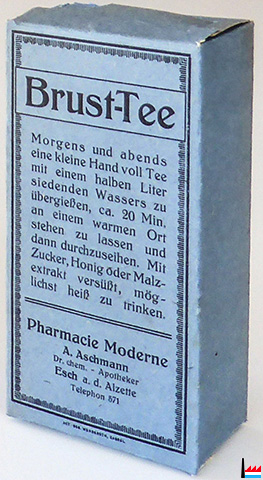 Brust-Tee
Morgens und abends
eine kleine Hand voll Tee
mit einem halben Liter
siedenden Wassers zu
übergießen, ca. 20 Min.
an einem warmen Ort
stehen zu lassen und
dann durchzuseihen. Mit
Zucker, Honig oder Malz-
extrakt versüßt, mög-
lichst heiß zu trinken.
Pharmacie Moderne
A. Aschmann
Dr. chem. - Apotheker
Esch a. d. Alzette
Telephon 871